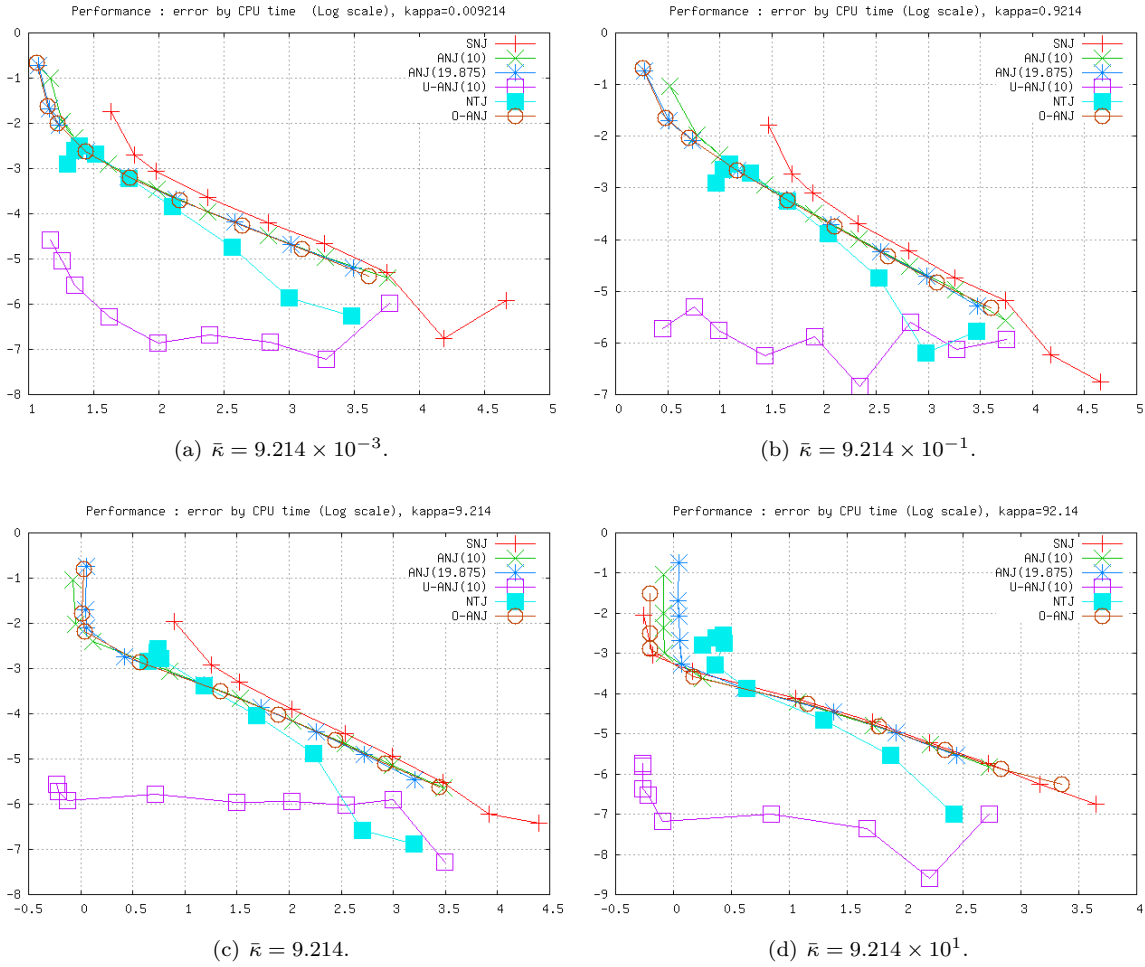 Performance : error by CPU time (Log scale), kappa=0.009214
SNJ
ANJ(10)
ANJ(19.875)
U-ANJ(10)
NTJ
O-ANJ
0
-1
-2
-3
-4
-5
-6
-7
-8
1
1.5
2
2.5
3
3.5
4
4.5
5
(a) κ̄ = 9.214 × 10⁻³.
Performance : error by CPU time (Log scale), kappa=0.9214
SNJ
ANJ(10)
ANJ(19.875)
U-ANJ(10)
NTJ
O-ANJ
0
-1
-2
-3
-4
-5
-6
-7
0
0.5
1
1.5
2
2.5
3
3.5
4
4.5
5
(b) κ̄ = 9.214 × 10⁻¹.
Performance : error by CPU time (Log scale), kappa=9.214
SNJ
ANJ(10)
ANJ(19.875)
U-ANJ(10)
NTJ
O-ANJ
0
-1
-2
-3
-4
-5
-6
-7
-8
-0.5
0
0.5
1
1.5
2
2.5
3
3.5
4
4.5
(c) κ̄ = 9.214.
Performance : error by CPU time (Log scale), kappa=92.14
SNJ
ANJ(10)
ANJ(19.875)
U-ANJ(10)
NTJ
O-ANJ
0
-1
-2
-3
-4
-5
-6
-7
-8
-9
-0.5
0
0.5
1
1.5
2
2.5
3
3.5
4
(d) κ̄ = 9.214 × 10¹.